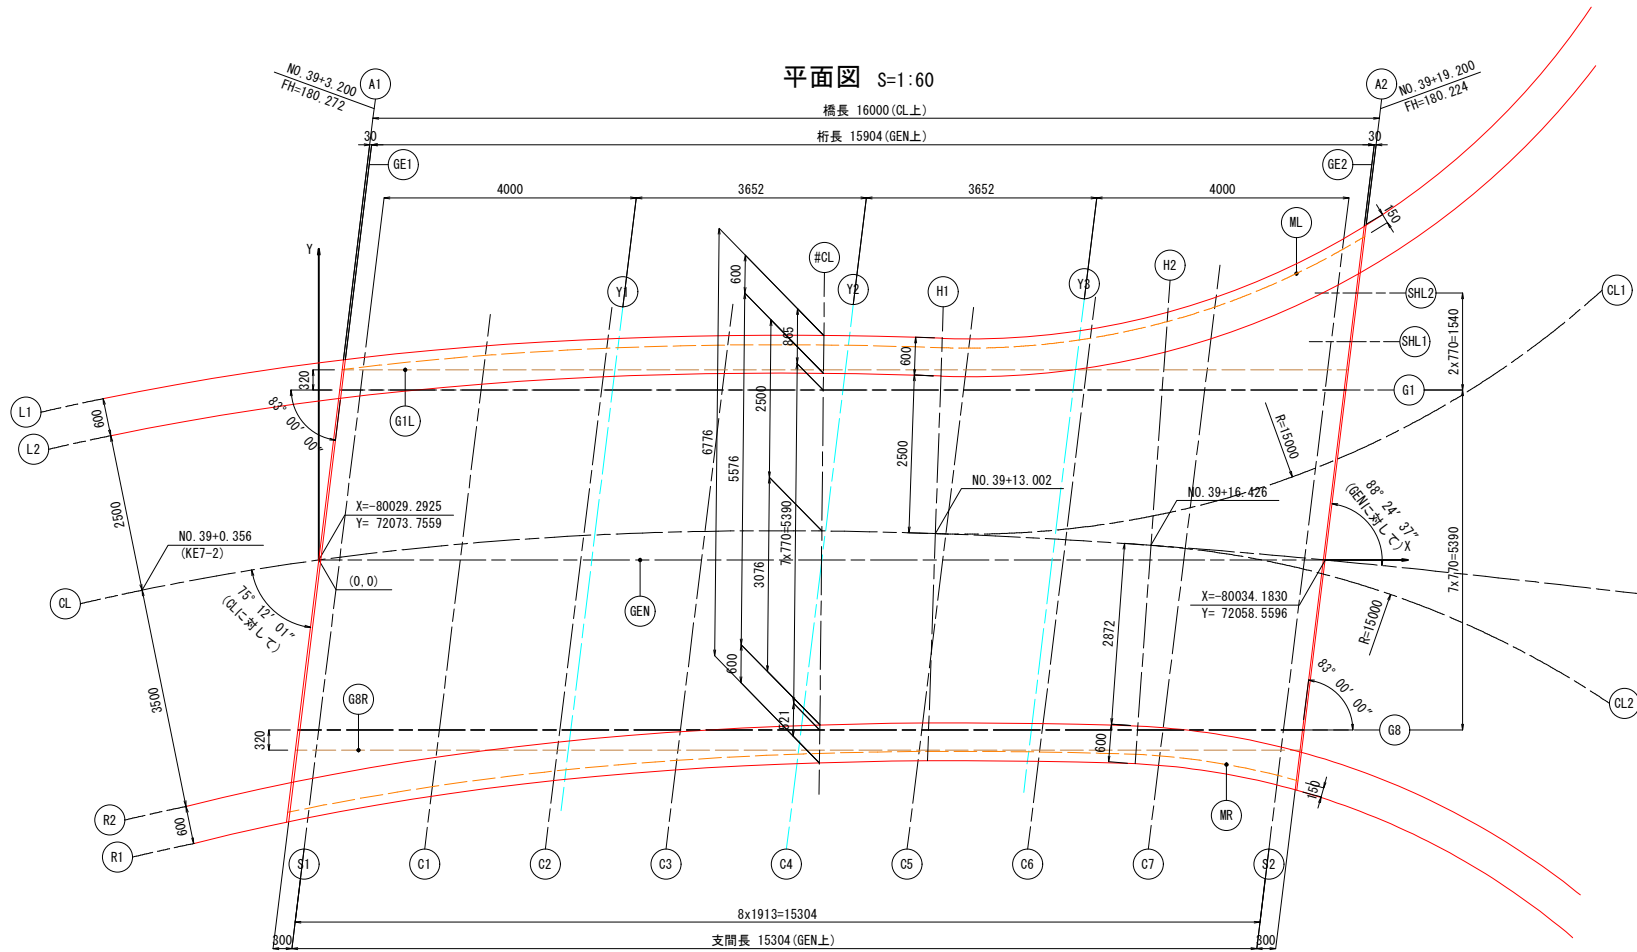 平面図 S=1:60
NO.39+3.200
FH=180.272
A1
A2
NO.39+19.200
FH=180.224
橋長 16000(CL上)
30
桁長 15904(GEN上)
30
GE1
GE2
4000
3652
3652
4000
ML
150
Y
#CL
Y1
Y2
H1
Y3
H2
SHL2
CL1
SHL1
2x770=1540
600
865
600
2500
320
G1
L1
L2
600
83° 00′ 00″
G1L
6776
5576
2500
R=15000
NO.39+13.002
NO.39+16.426
88° 24′ 37″
(GENに対して)
X
2500
X=-80029.2925
Y= 72073.7559
NO.39+0.356
(KE7-2)
7x770=5390
3076
(0,0)
GEN
CL
75° 12′ 01″
(CLに対して)
X=-80034.1830
Y= 72058.5596
R=15000
7x770=5390
2872
83° 00′ 00″
3500
G8R
600
621
CL2
G8
320
600
150
MR
R2
R1
600
S1
C1
C2
C3
C4
C5
C6
C7
S2
8x1913=15304
300
支間長 15304(GEN上)
300